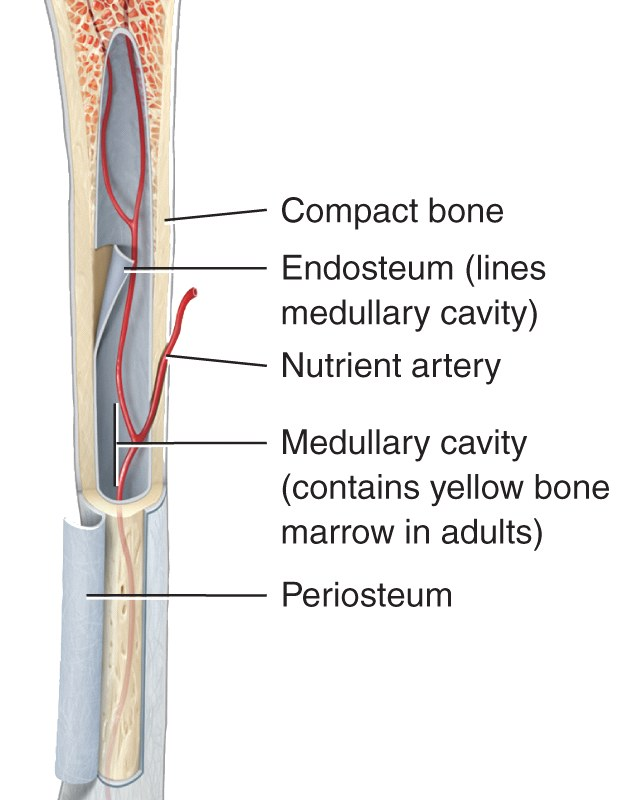 Compact bone
Endosteum (lines
medullary cavity)
Nutrient artery
Medullary cavity
(contains yellow bone
marrow in adults)
Periosteum